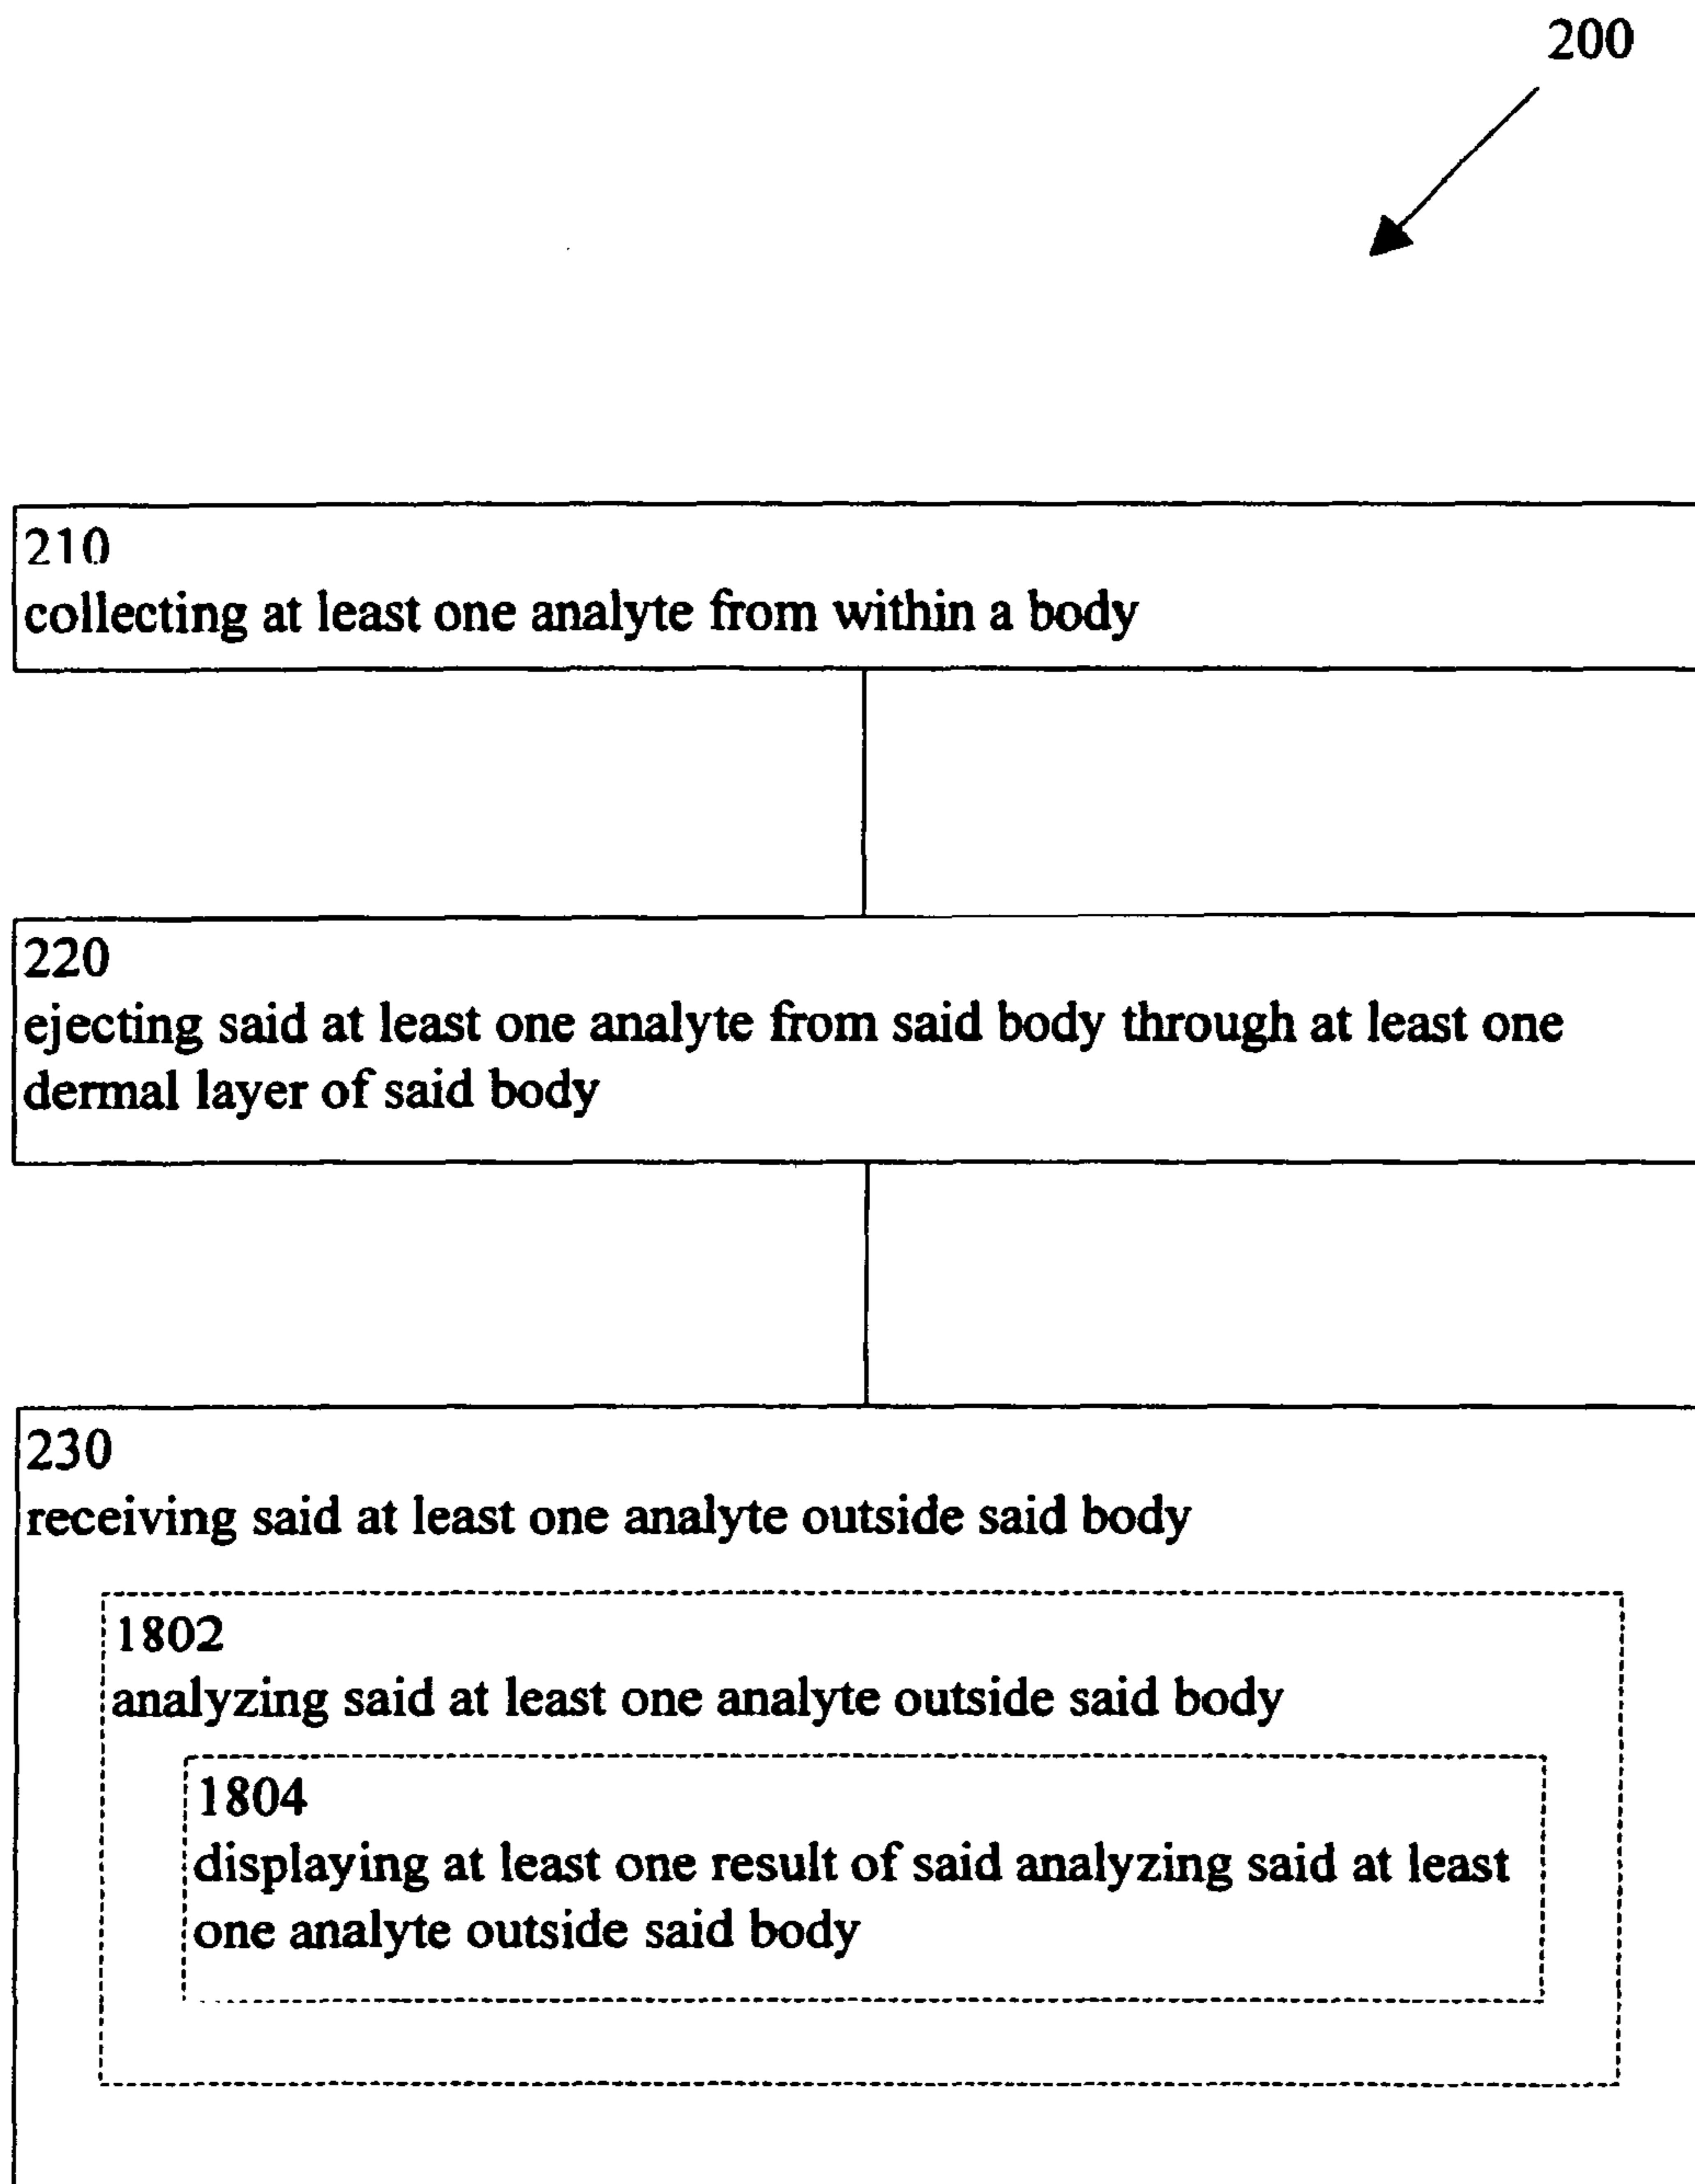 200
210
collecting at least one analyte from within a body
220
ejecting said at least one analyte from said body through at least one
dermal layer of said body
230
receiving said at least one analyte outside said body
1802
analyzing said at least one analyte outside said body
1804
displaying at least one result of said analyzing said at least
one analyte outside said body